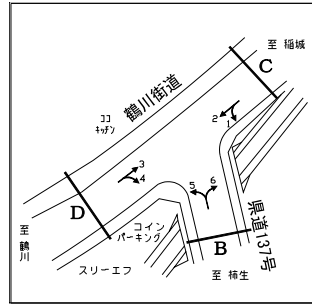 至 稲城
C
鶴川街道
ココ
キッチン
2
1
3
4
5
6
D
県道137号
至 鶴川
コイン
パーキング
B
スリーエフ
至 柿生